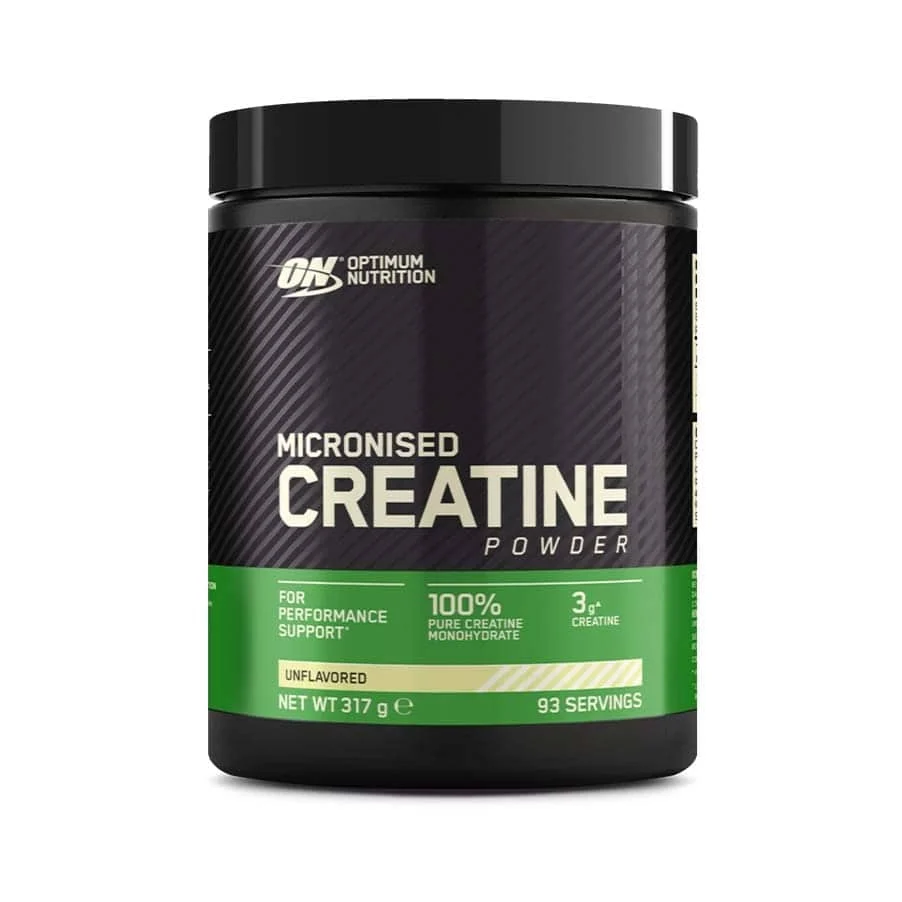 ON® OPTIMUM
NUTRITION
MICRONISED
CREATINE
POWDER
FOR
PERFORMANCE
SUPPORT*
100%
PURE CREATINE
MONOHYDRATE
3g▲
CREATINE
UNFLAVORED
NET WT 317 g ℮
93 SERVINGS